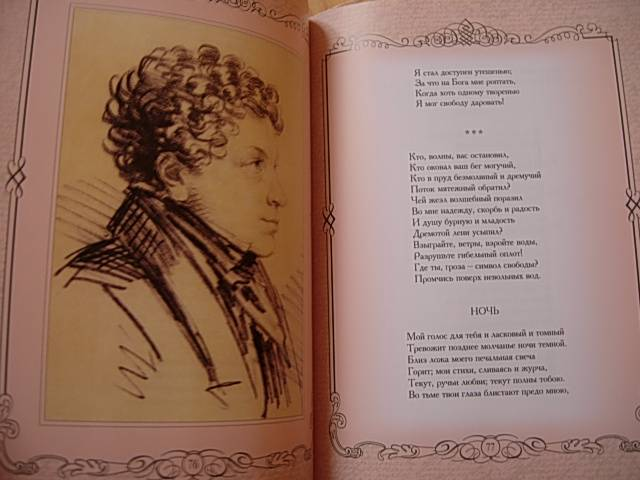 Я стал доступен утешенью;
За что на Бога мне роптать,
Когда хоть одному творенью
Я мог свободу даровать!
* * *
Кто, волны, вас остановил,
Кто оковал ваш бег могучий,
Кто в пруд безмолвный и дремучий
Поток мятежный обратил?
Чей жезл волшебный поразил
Во мне надежду, скорбь и радость
И душу бурную и младость
Дремотой лени усыпил?
Взыграйте, ветры, взройте воды,
Разрушьте гибельный оплот!
Где ты, гроза – символ свободы?
Промчись поверх невольных вод.
НОЧЬ
Мой голос для тебя и ласковый и томный
Тревожит позднее молчанье ночи темной.
Близ ложа моего печальная свеча
Горит; мои стихи, сливаясь и журча,
Текут, ручьи любви; текут полны тобою.
Во тьме твои глаза блистают предо мною,
76
77